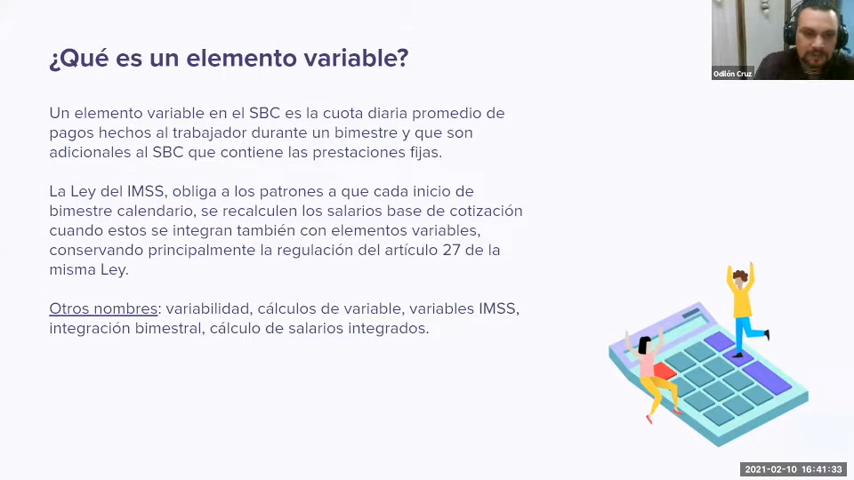 ¿Qué es un elemento variable?
Odilón Cruz
Un elemento variable en el SBC es la cuota diaria promedio de
pagos hechos al trabajador durante un bimestre y que son
adicionales al SBC que contiene las prestaciones fijas.
La Ley del IMSS, obliga a los patrones a que cada inicio de
bimestre calendario, se recalculen los salarios base de cotización
cuando estos se integran también con elementos variables,
conservando principalmente la regulación del artículo 27 de la
misma Ley.
Otros nombres: variabilidad, cálculos de variable, variables IMSS,
integración bimestral, cálculo de salarios integrados.
2021-02-10 16:41:33